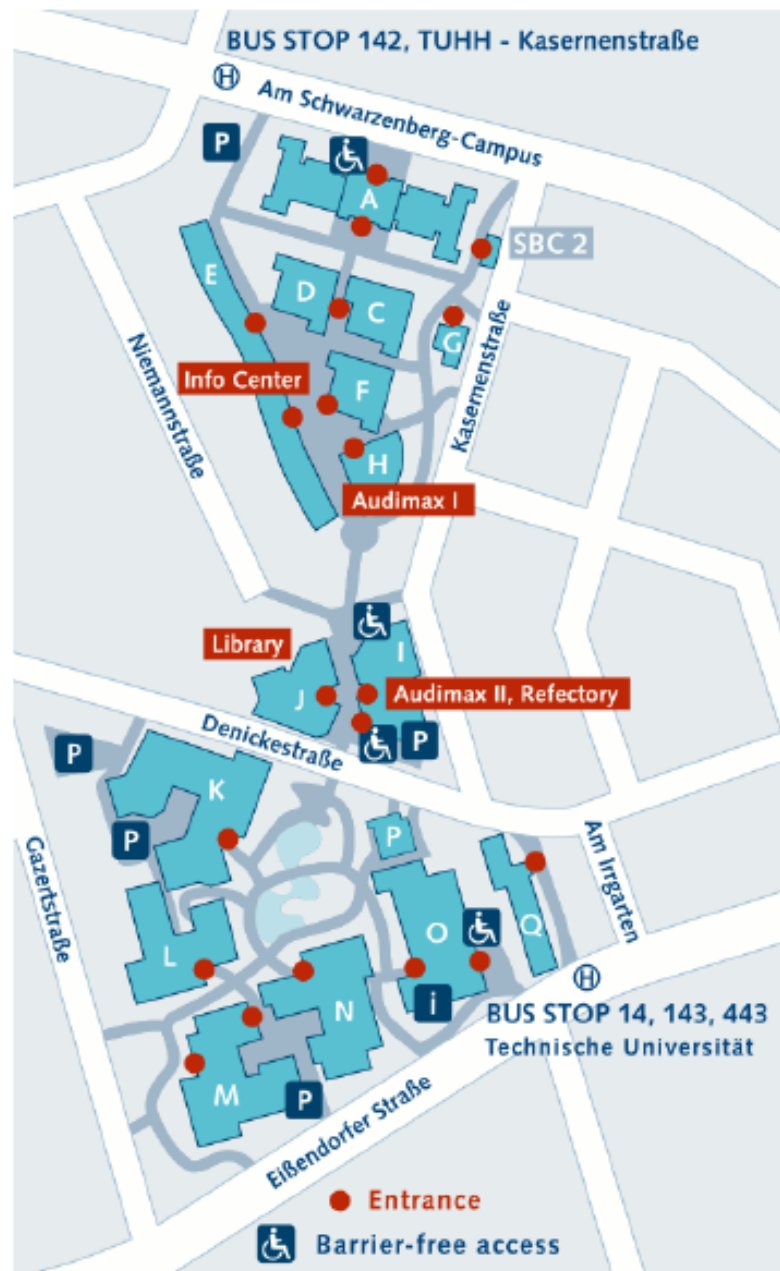 BUS STOP 142, TUHH - Kasernenstraße
H
Am Schwarzenberg-Campus
P
A
SBC 2
E
D
C
G
Info Center
F
Niemannstraße
Kasernenstraße
H
Audimax I
Library
I
J
Audimax II, Refectory
Denickestraße
P
P
K
P
P
Gazertstraße
Am Irrgarten
L
O
Q
H
N
i
BUS STOP 14, 143, 443
Technische Universität
M
P
Eißendorfer Straße
Entrance
Barrier-free access